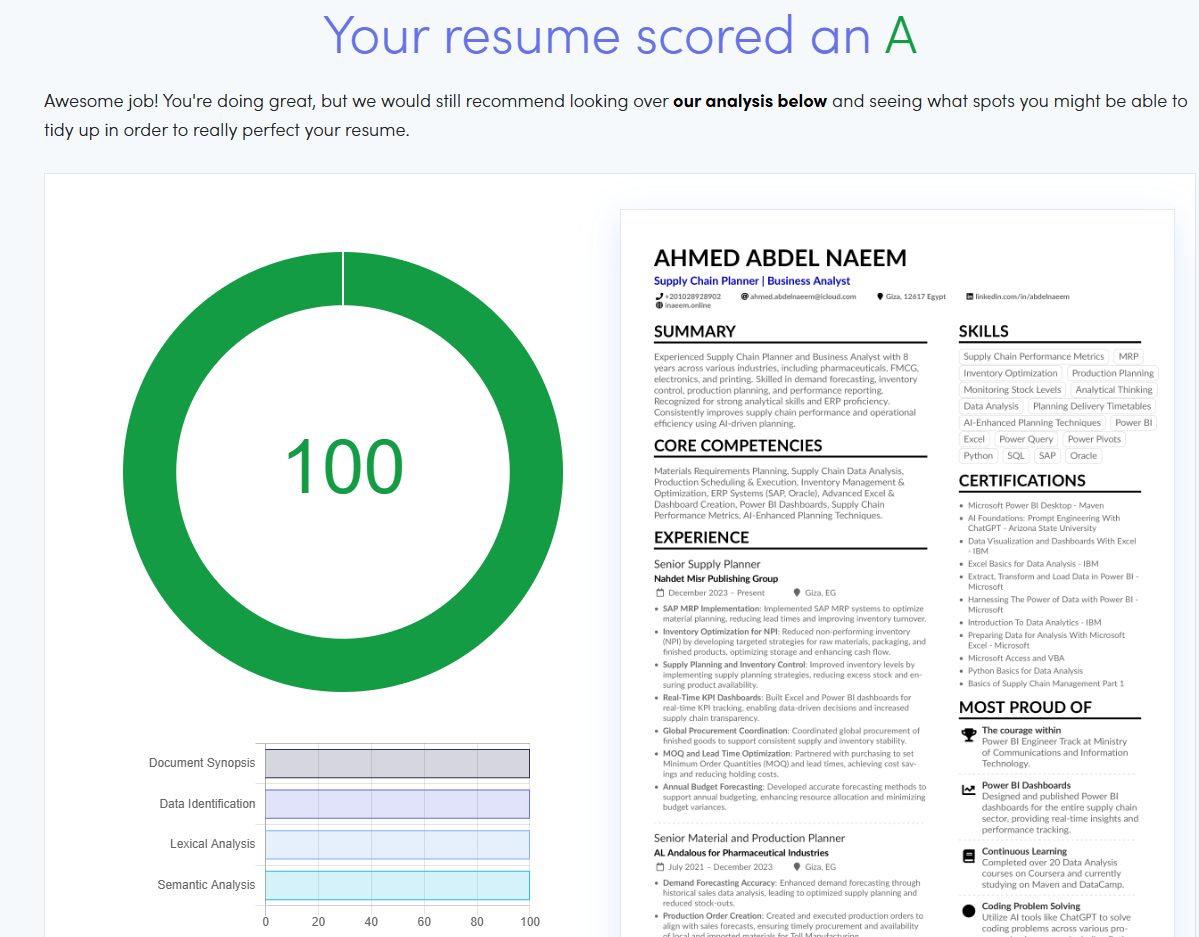 Your resume scored an A
Awesome job! You're doing great, but we would still recommend looking over our analysis below and seeing what spots you might be able to
tidy up in order to really perfect your resume.
100
Document Synopsis
Data Identification
Lexical Analysis
Semantic Analysis
0 20 40 60 80 100
AHMED ABDEL NAEEM
Supply Chain Planner | Business Analyst
+201028928902 ahmed.abdelnaeem@icloud.com Giza, 12617 Egypt linkedin.com/in/abdelnaeem
inaeem.online
SUMMARY
Experienced Supply Chain Planner and Business Analyst with 8
years across various industries, including pharmaceuticals, FMCG,
electronics, and printing. Skilled in demand forecasting, inventory
control, production planning, and performance reporting.
Recognized for strong analytical skills and ERP proficiency.
Consistently improves supply chain performance and operational
efficiency using AI-driven planning.
CORE COMPETENCIES
Materials Requirements Planning, Supply Chain Data Analysis,
Production Scheduling & Execution, Inventory Management &
Optimization, ERP Systems (SAP, Oracle), Advanced Excel &
Dashboard Creation, Power BI Dashboards, Supply Chain
Performance Metrics, AI-Enhanced Planning Techniques.
EXPERIENCE
Senior Supply Planner
Nahdet Misr Publishing Group
December 2023 – Present Giza, EG
• SAP MRP Implementation: Implemented SAP MRP systems to optimize
material planning, reducing lead times and improving inventory turnover.
• Inventory Optimization for NPI: Reduced non-performing inventory
(NPI) by developing targeted strategies for raw materials, packaging, and
finished products, optimizing storage and enhancing cash flow.
• Supply Planning and Inventory Control: Improved inventory levels by
implementing supply planning strategies, reducing excess stock and en-
suring product availability.
• Real-Time KPI Dashboards: Built Excel and Power BI dashboards for
real-time KPI tracking, enabling data-driven decisions and increased
supply chain transparency.
• Global Procurement Coordination: Coordinated global procurement of
finished goods to support consistent supply and inventory stability.
• MOQ and Lead Time Optimization: Partnered with purchasing to set
Minimum Order Quantities (MOQ) and lead times, achieving cost sav-
ings and reducing holding costs.
• Annual Budget Forecasting: Developed accurate forecasting methods to
support annual budgeting, enhancing resource allocation and minimizing
budget variances.
Senior Material and Production Planner
AL Andalous for Pharmaceutical Industries
July 2021 – December 2023 Giza, EG
• Demand Forecasting Accuracy: Enhanced demand forecasting through
historical sales data analysis, leading to optimized supply planning and
reduced stock-outs.
• Production Order Creation: Created and executed production orders to
align with sales forecasts, ensuring timely procurement and availability
of local and imported materials for Toll Manufacturing.
SKILLS
Supply Chain Performance Metrics MRP
Inventory Optimization Production Planning
Monitoring Stock Levels Analytical Thinking
Data Analysis Planning Delivery Timetables
AI-Enhanced Planning Techniques Power BI
Excel Power Query Power Pivots
Python SQL SAP Oracle
CERTIFICATIONS
• Microsoft Power BI Desktop - Maven
• AI Foundations: Prompt Engineering With
ChatGPT - Arizona State University
• Data Visualization and Dashboards With Excel
- IBM
• Excel Basics for Data Analysis - IBM
• Extract, Transform and Load Data in Power BI -
Microsoft
• Harnessing The Power of Data with Power BI -
Microsoft
• Introduction To Data Analytics - IBM
• Preparing Data for Analysis With Microsoft
Excel - Microsoft
• Microsoft Access and VBA
• Python Basics for Data Analysis
• Basics of Supply Chain Management Part 1
MOST PROUD OF
The courage within
Power BI Engineer Track at Ministry
of Communications and Information
Technology.
Power BI Dashboards
Designed and published Power BI
dashboards for the entire supply chain
sector, providing real-time insights and
performance tracking.
Continuous Learning
Completed over 20 Data Analysis
courses on Coursera and currently
studying on Maven and DataCamp.
Coding Problem Solving
Utilize AI tools like ChatGPT to solve
coding problems across various pro-